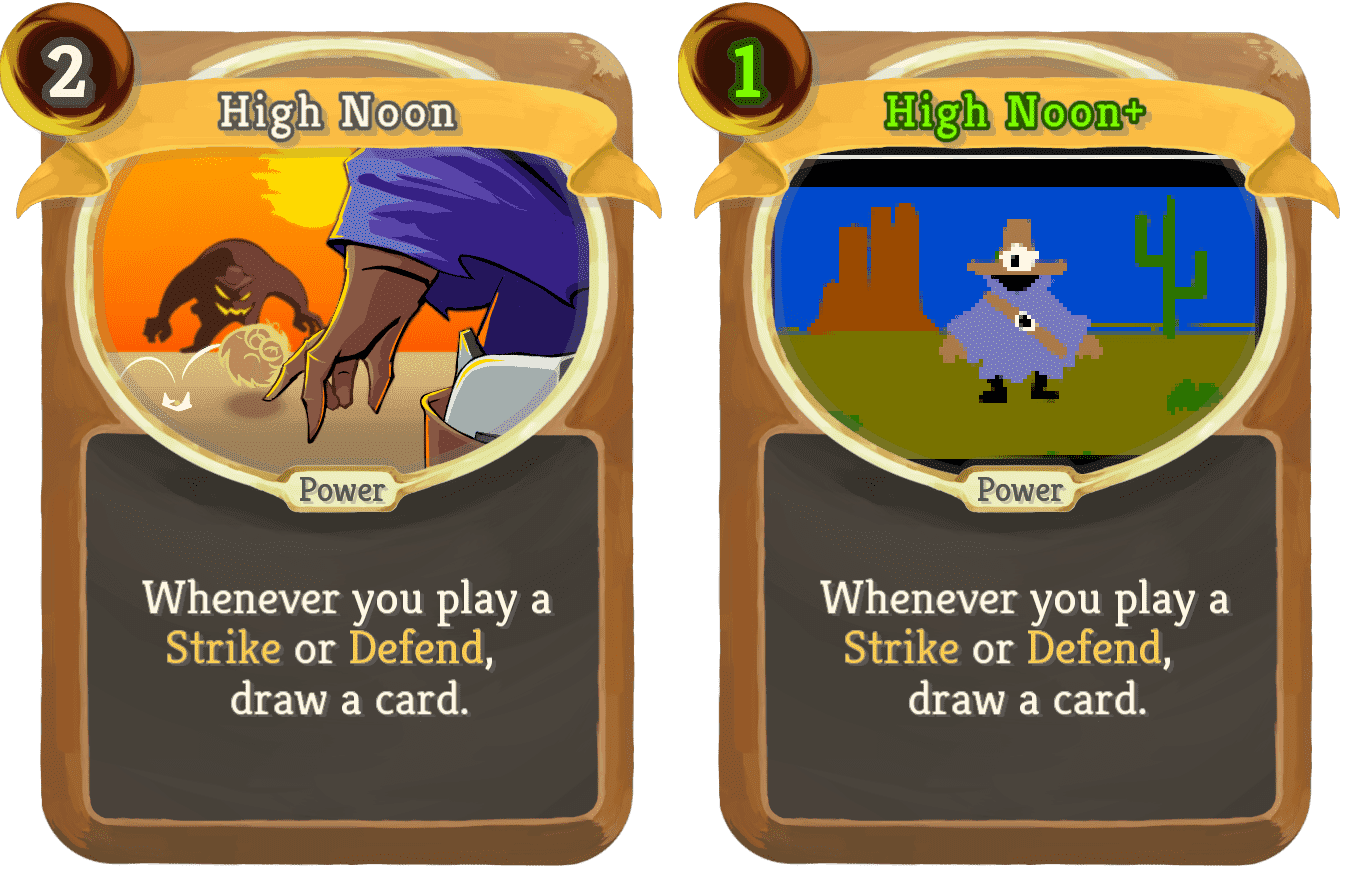 2
High Noon
Power
Whenever you play a
Strike or Defend,
draw a card.
1
High Noon+
Power
Whenever you play a
Strike or Defend,
draw a card.